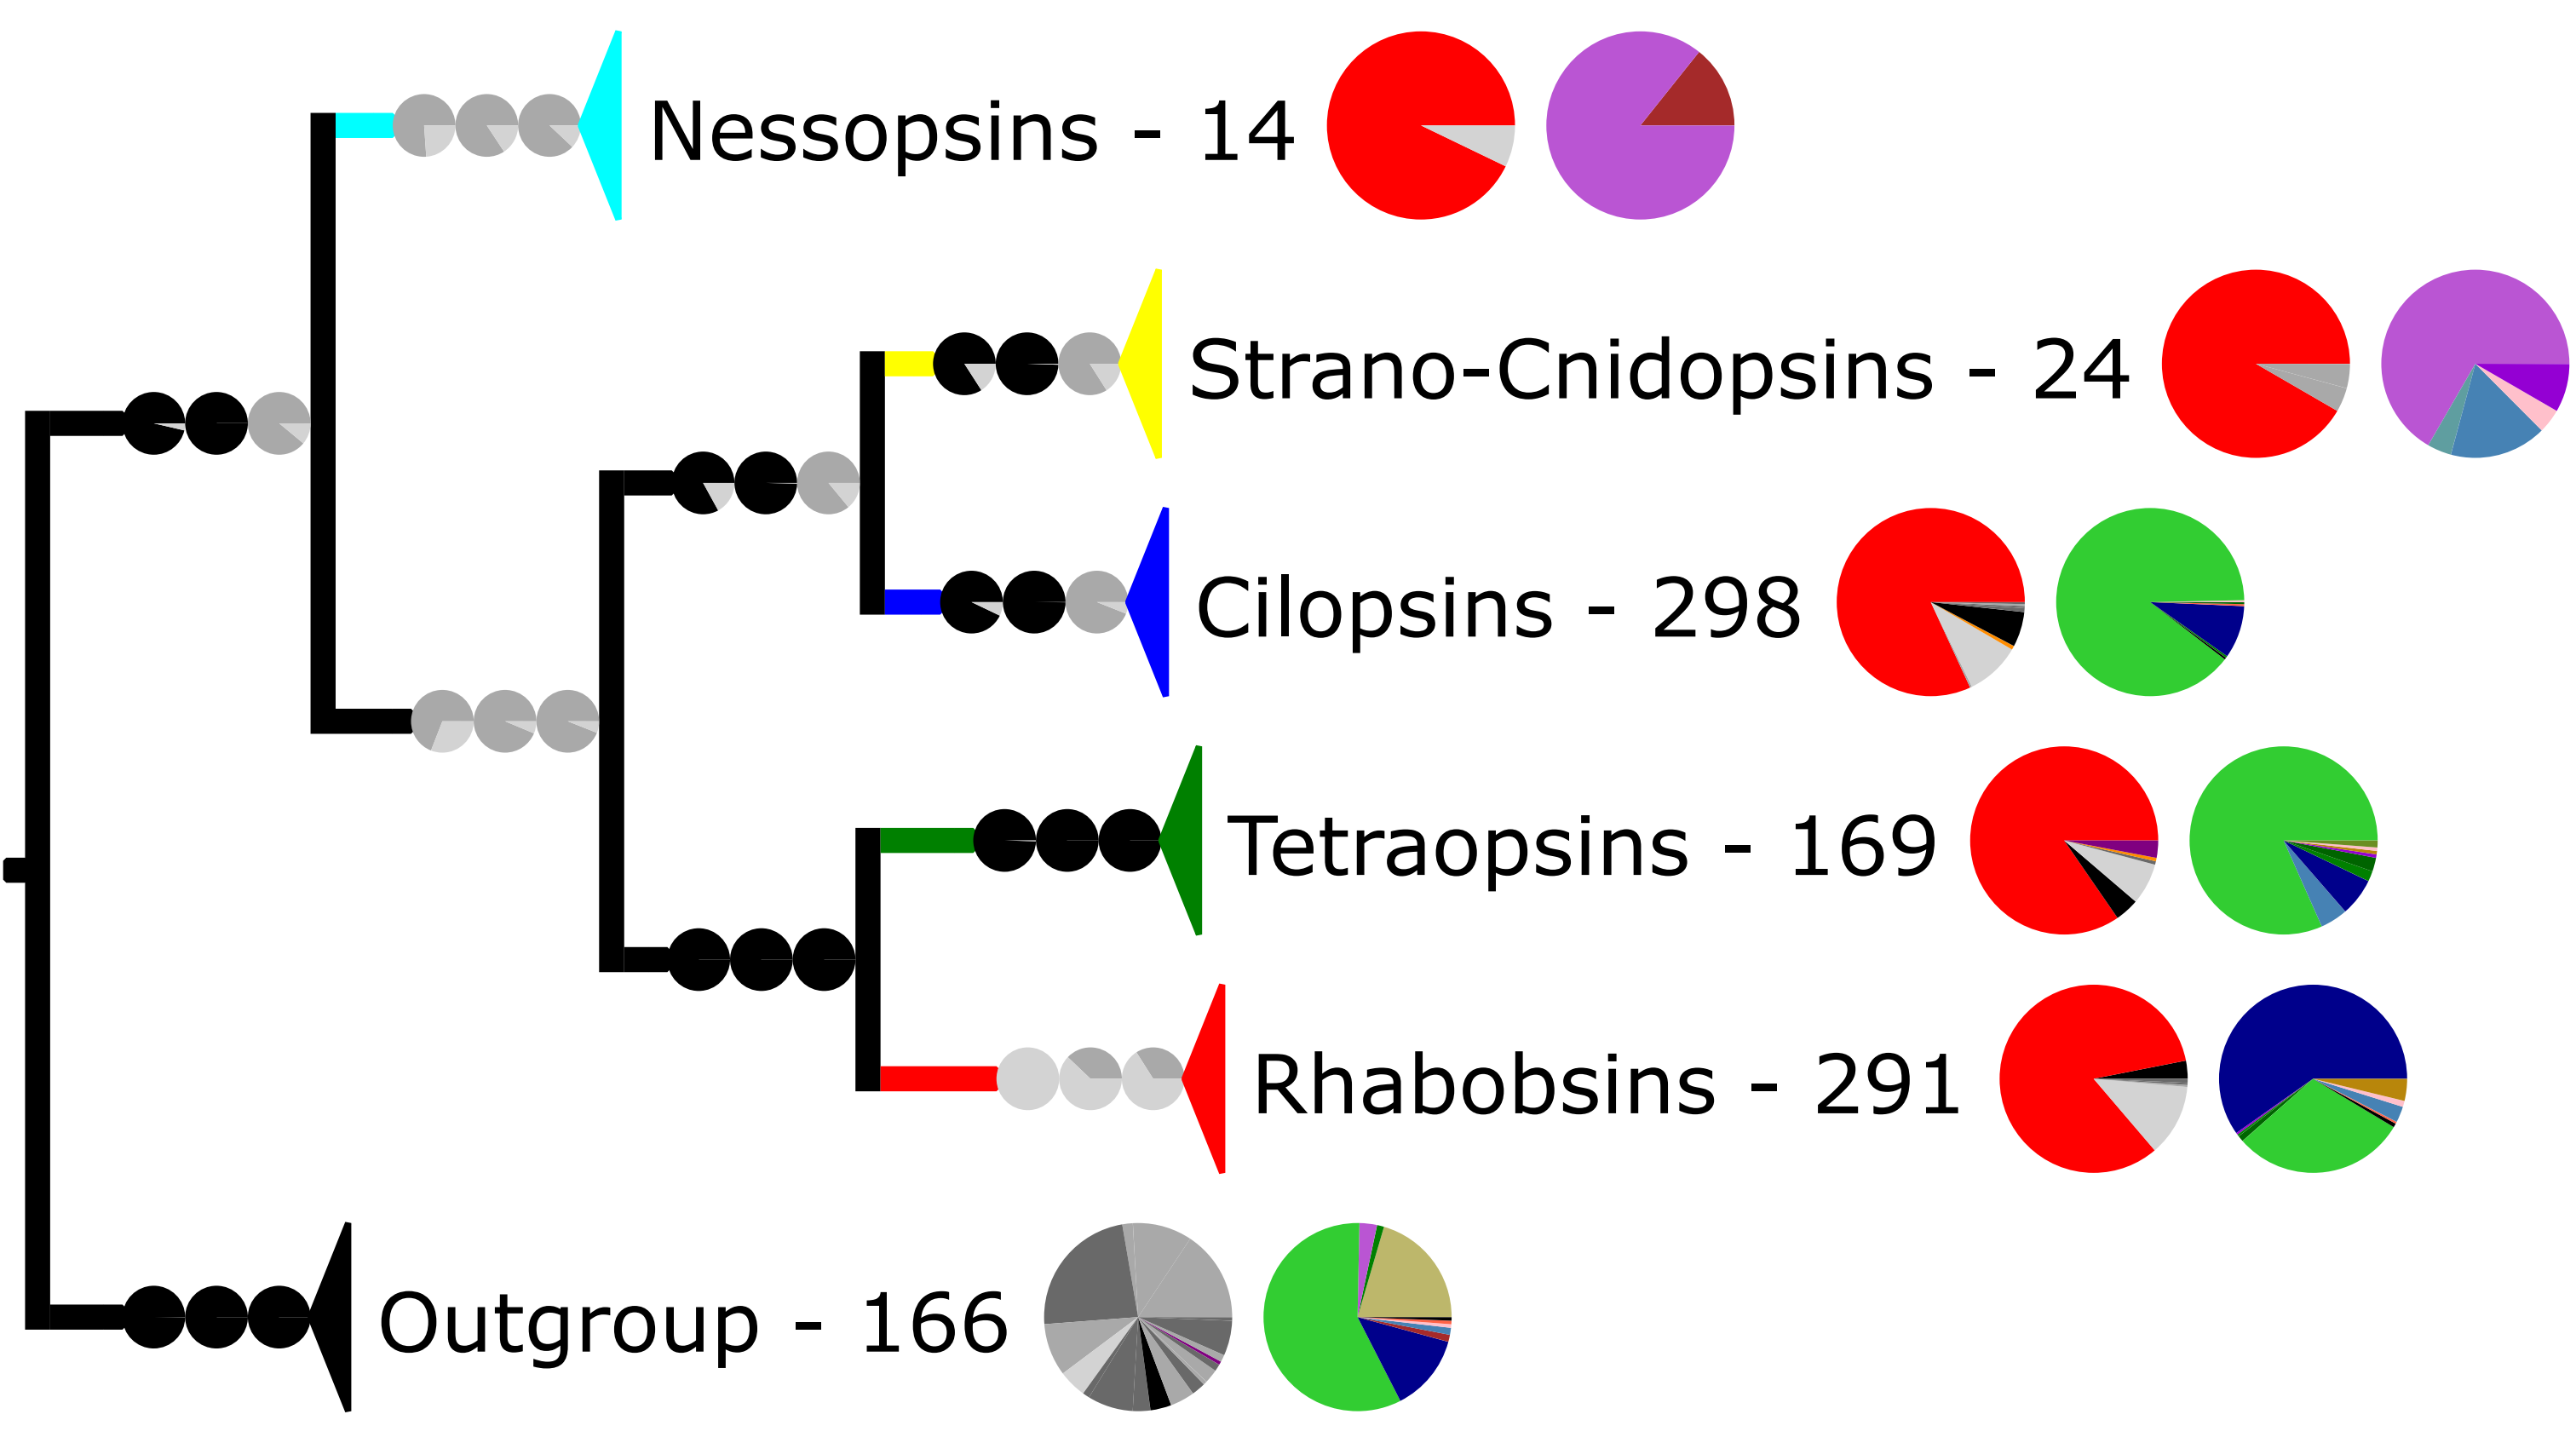 Nessopsins - 14
Strano-Cnidopsins - 24
Cilopsins - 298
Tetraopsins - 169
Rhabobsins - 291
Outgroup - 166